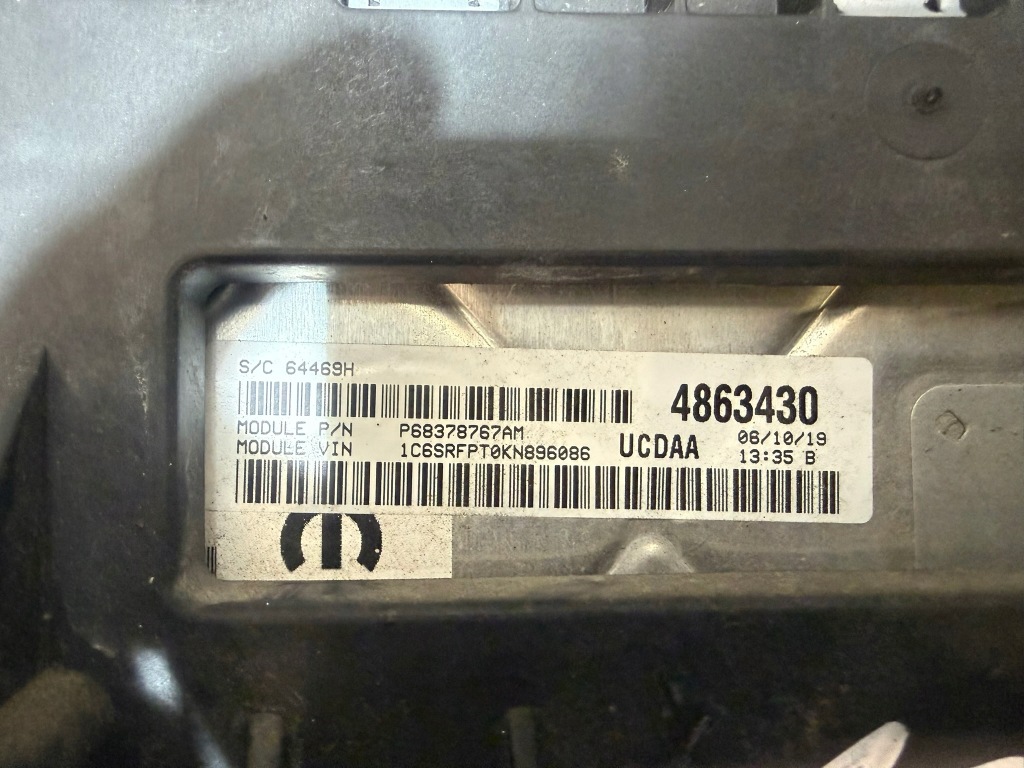 S/C 64469H
4863430
MODULE P/N P68378767AM
MODULE VIN 1C6SRFPT0KN896086
UCDAA
06/10/19
13:35 B